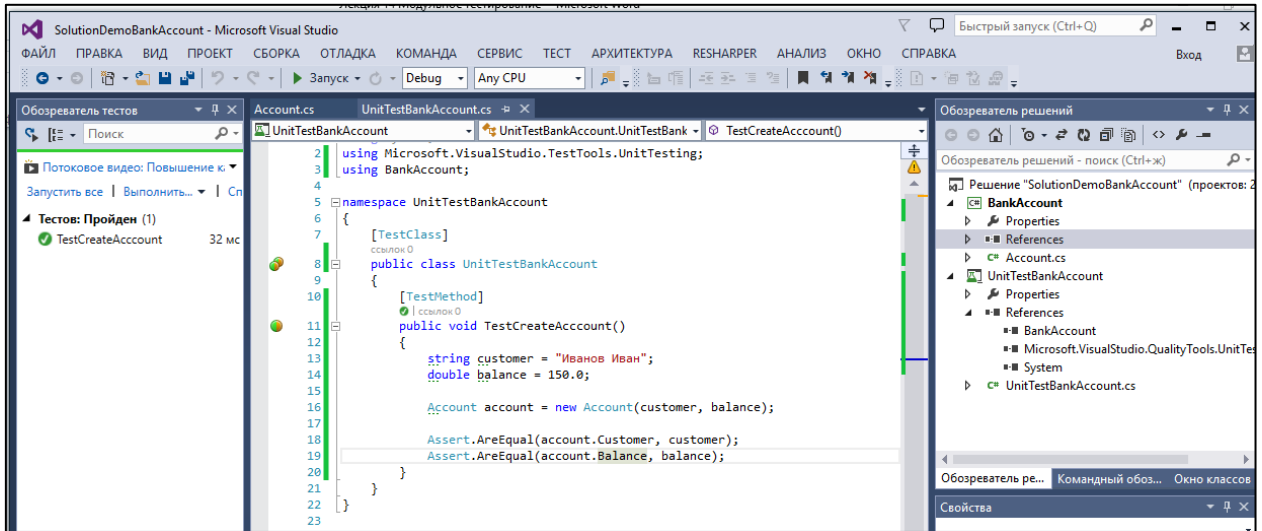 SolutionDemoBankAccount - Microsoft Visual Studio
Быстрый запуск (Ctrl+Q)
ФАЙЛ ПРАВКА ВИД ПРОЕКТ СБОРКА ОТЛАДКА КОМАНДА СЕРВИС ТЕСТ АРХИТЕКТУРА RESHARPER АНАЛИЗ ОКНО СПРАВКА
Вход
Запуск Debug Any CPU
Обозреватель тестов
Поиск
Потоковое видео: Повышение к
Запустить все | Выполнить... Сп
Тестов: Пройден (1)
TestCreateAcccount 32 мс
Account.cs UnitTestBankAccount.cs
UnitTestBankAccount UnitTestBankAccount.UnitTestBank TestCreateAcccount()
2 using Microsoft.VisualStudio.TestTools.UnitTesting;
3 using BankAccount;
4
5 namespace UnitTestBankAccount
6 {
7 [TestClass]
ссылок 0
8 public class UnitTestBankAccount
9 {
10 [TestMethod]
| ссылок 0
11 public void TestCreateAcccount()
12 {
13 string customer = "Иванов Иван";
14 double balance = 150.0;
15
16 Account account = new Account(customer, balance);
17
18 Assert.AreEqual(account.Customer, customer);
19 Assert.AreEqual(account.Balance, balance);
20 }
21 }
22 }
23
Обозреватель решений
Обозреватель решений - поиск (Ctrl+ж)
Решение "SolutionDemoBankAccount" (проектов: 2
C# BankAccount
Properties
References
C# Account.cs
UnitTestBankAccount
Properties
References
BankAccount
Microsoft.VisualStudio.QualityTools.UnitTes
System
C# UnitTestBankAccount.cs
Обозреватель ре... Командный обоз... Окно классов
Свойства